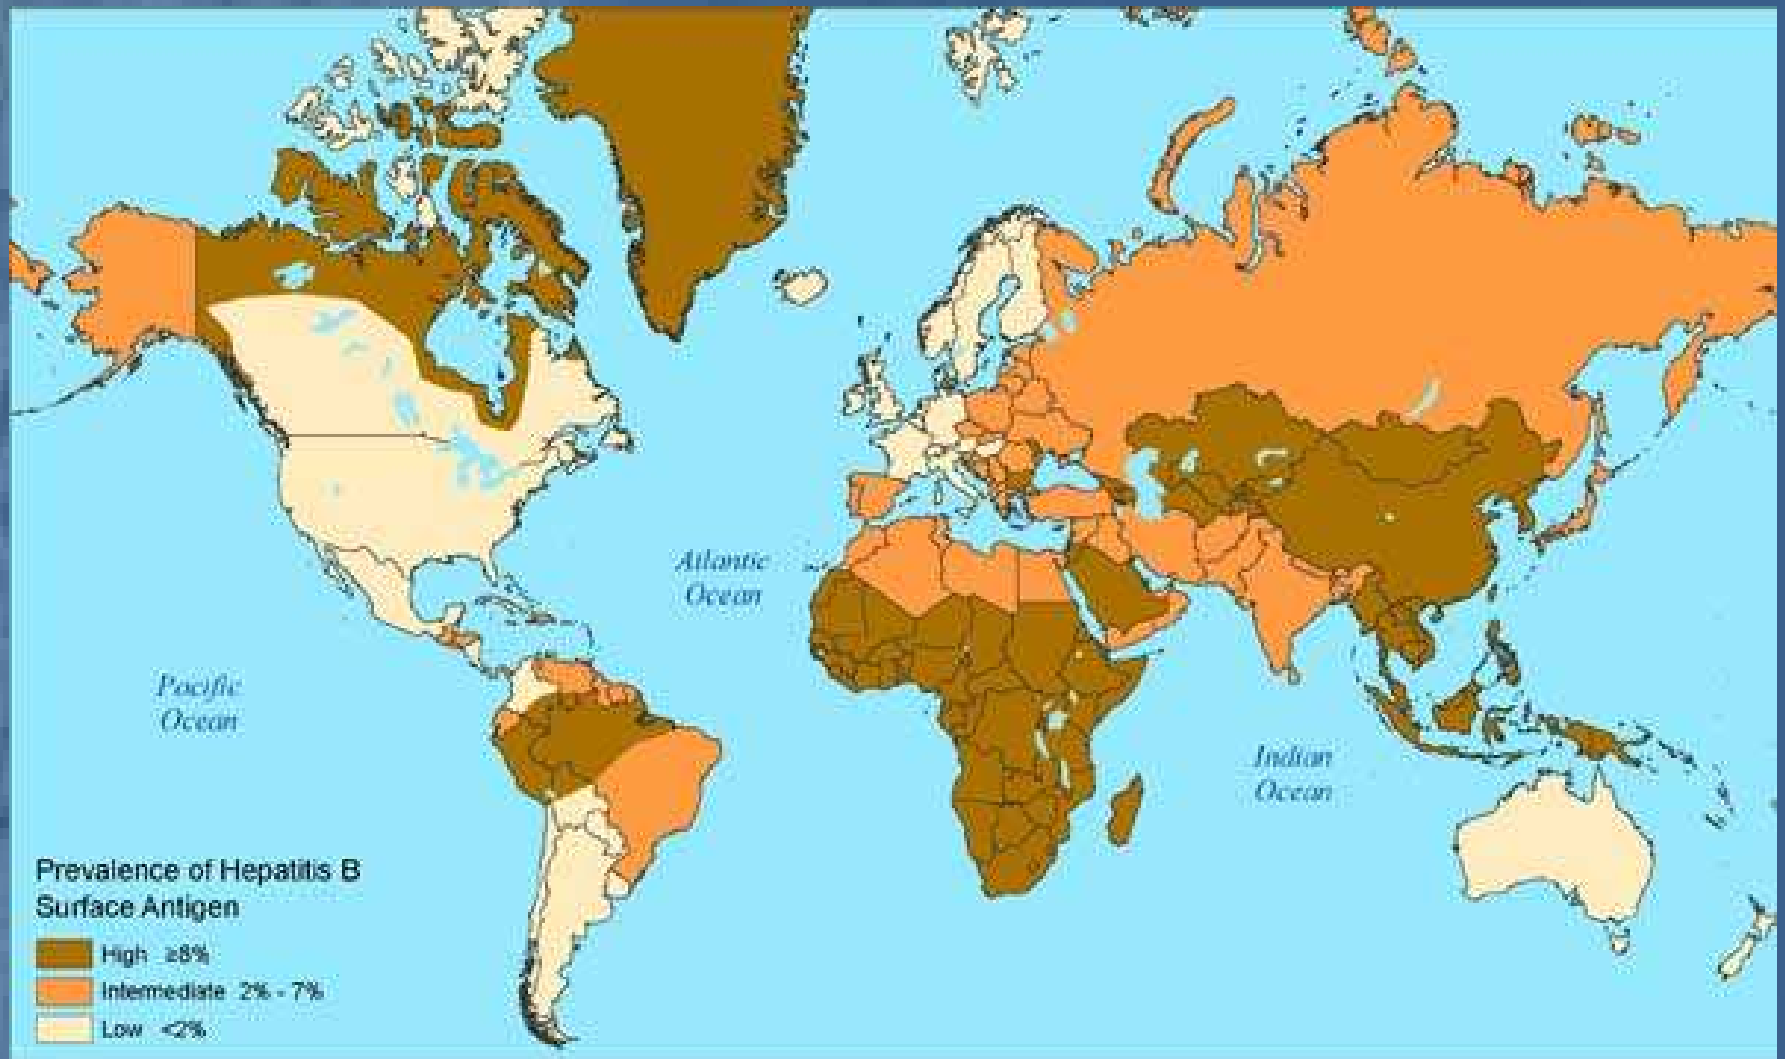 Atlantic
Ocean
Pacific
Ocean
Indian
Ocean
Prevalence of Hepatitis B
Surface Antigen
High ≥8%
Intermediate 2% - 7%
Low <2%